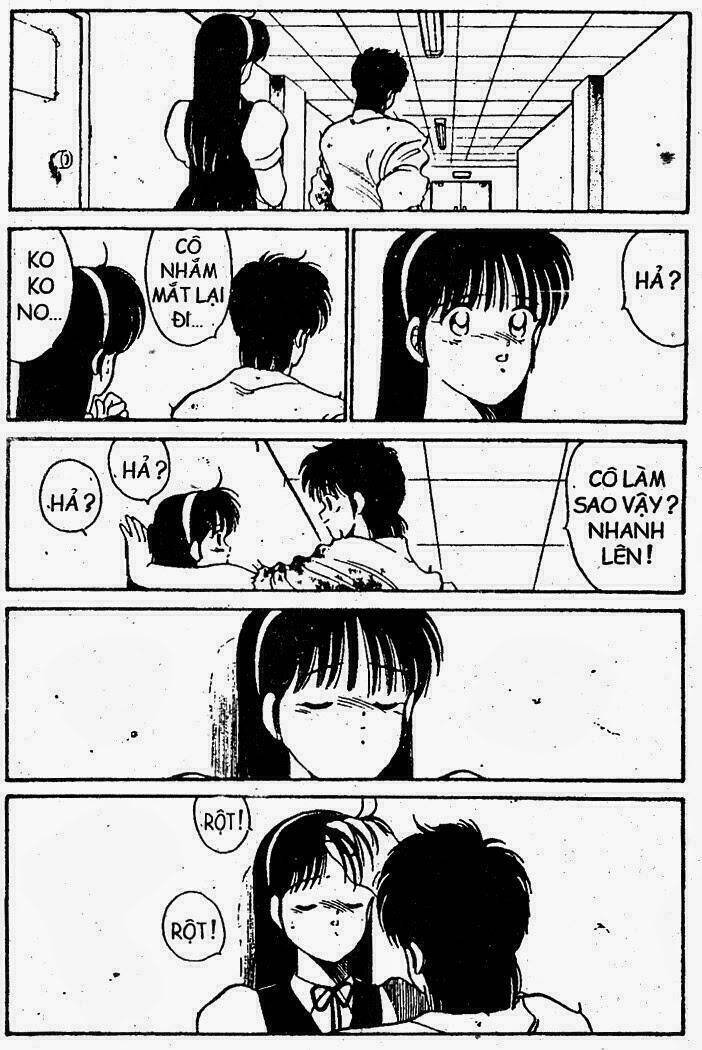 KO
KO
NO...
CÔ
NHẮM
MẮT LẠI
ĐI...
HẢ?
HẢ?
HẢ?
CÔ LÀM
SAO VẬY?
NHANH
LÊN!
RỘT!
RỘT!